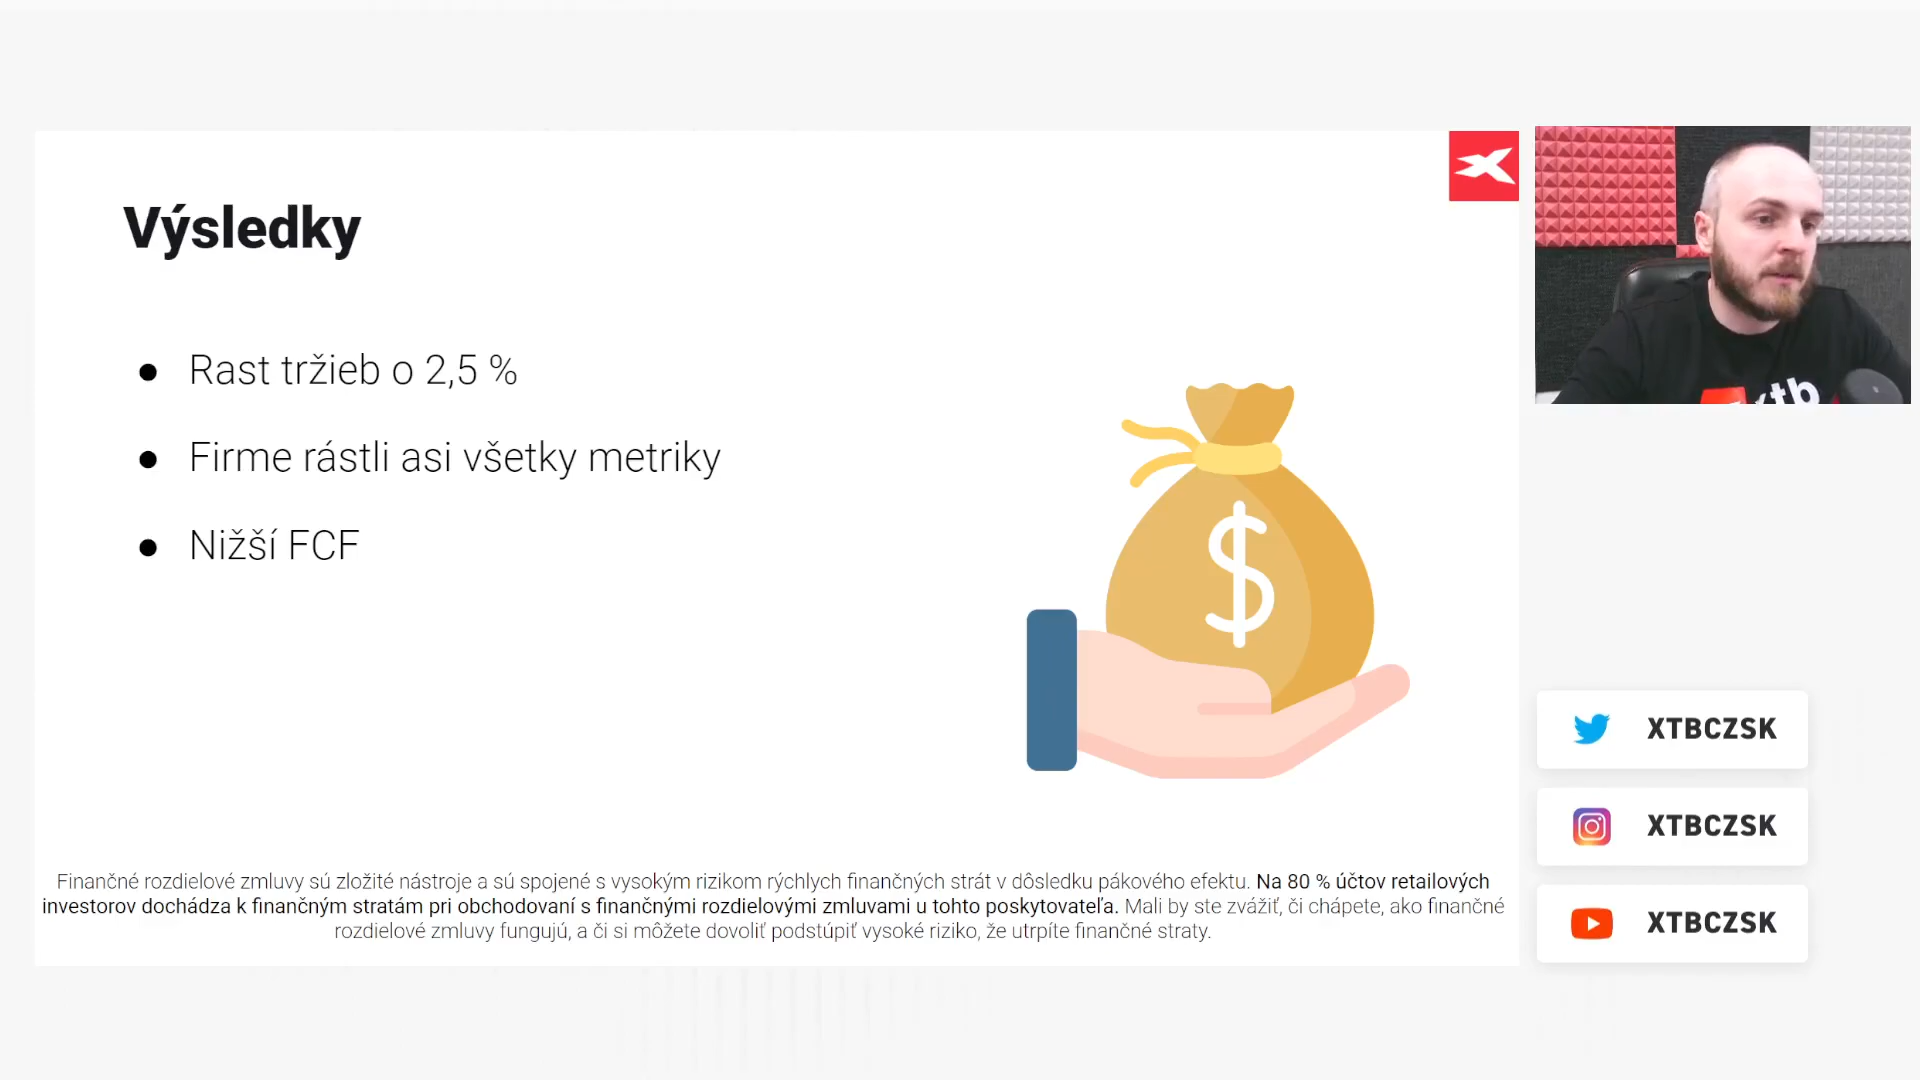 Výsledky
● Rast tržieb o 2,5 %
● Firme rástli asi všetky metriky
● Nižší FCF
$
Finančné rozdielové zmluvy sú zložité nástroje a sú spojené s vysokým rizikom rýchlych finančných strát v dôsledku pákového efektu. Na 80 % účtov retailových
investorov dochádza k finančným stratám pri obchodovaní s finančnými rozdielovými zmluvami u tohto poskytovateľa. Mali by ste zvážiť, či chápete, ako finančné
rozdielové zmluvy fungujú, a či si môžete dovoliť podstúpiť vysoké riziko, že utrpíte finančné straty.
xtb
XTBCZSK
XTBCZSK
XTBCZSK